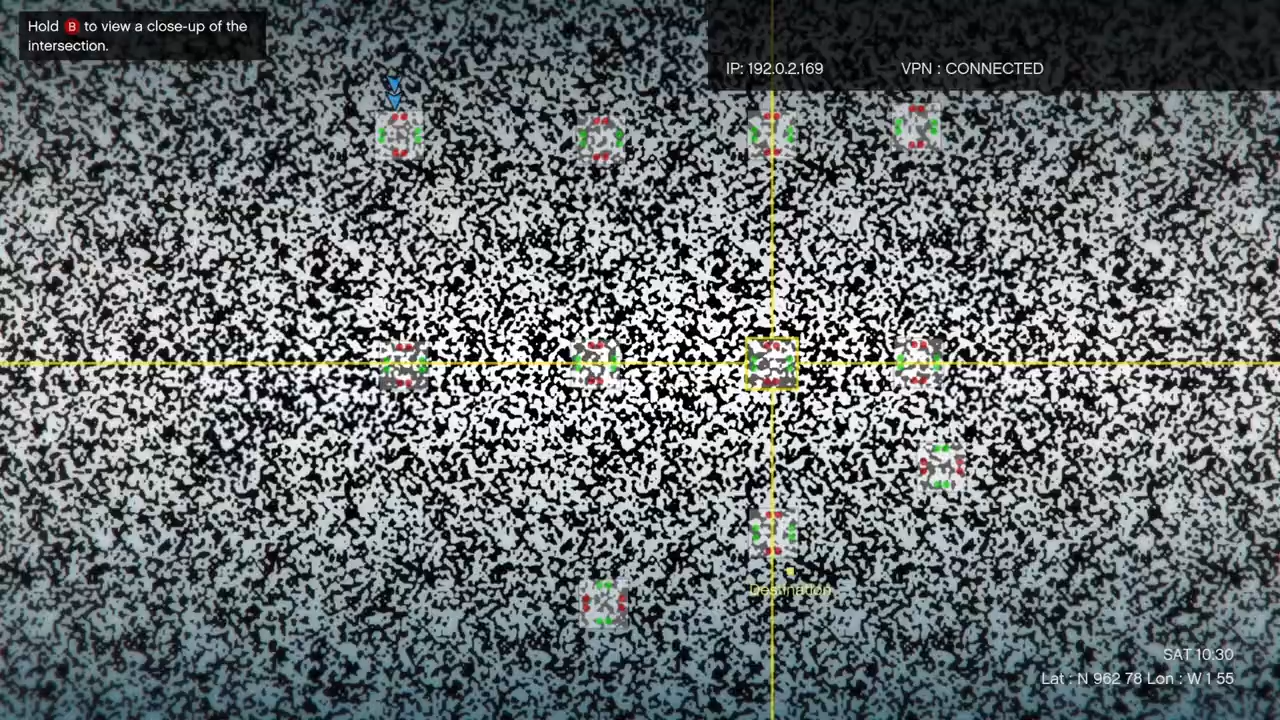 Hold B to view a close-up of the
intersection.
IP: 192.0.2.169 VPN : CONNECTED
Destination
SAT 10:30
Lat : N 962 78 Lon : W 1 55